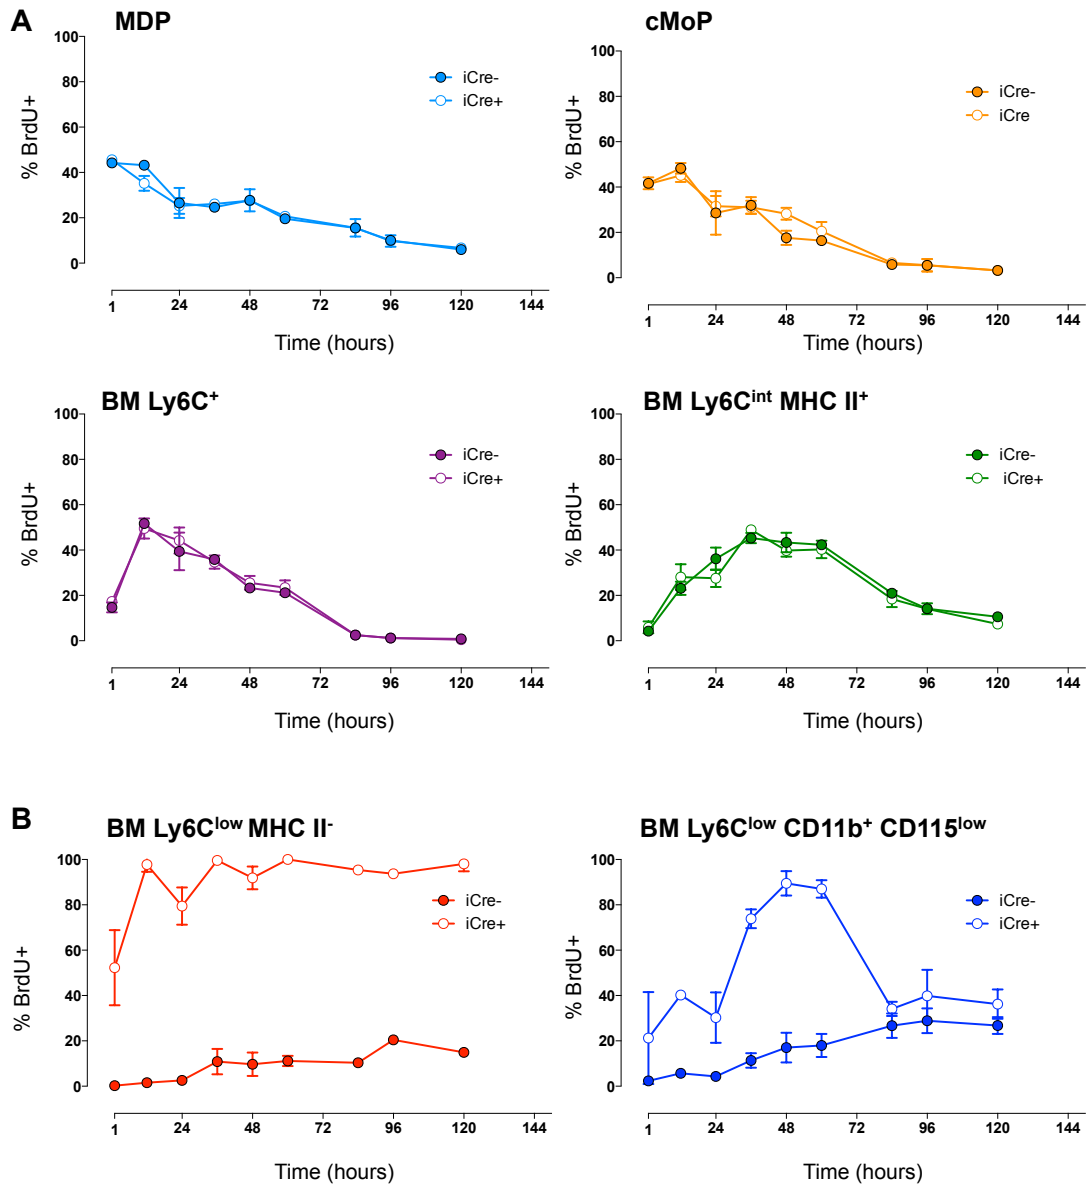 A
MDP
100
80
60
40
20
0
% BrdU+
iCre-
iCre+
1 24 48 72 96 120 144
Time (hours)
cMoP
100
80
60
40
20
0
% BrdU+
iCre-
iCre
1 24 48 72 96 120 144
Time (hours)
BM Ly6C⁺
100
80
60
40
20
0
% BrdU+
iCre-
iCre+
1 24 48 72 96 120 144
Time (hours)
BM Ly6Cⁱⁿᵗ MHC II⁺
100
80
60
40
20
0
% BrdU+
iCre-
iCre+
1 24 48 72 96 120 144
Time (hours)
B
BM Ly6Cˡᵒʷ MHC II⁻
100
80
60
40
20
0
% BrdU+
iCre-
iCre+
1 24 48 72 96 120 144
Time (hours)
BM Ly6Cˡᵒʷ CD11b⁺ CD115ˡᵒʷ
100
80
60
40
20
0
% BrdU+
iCre-
iCre+
1 24 48 72 96 120 144
Time (hours)